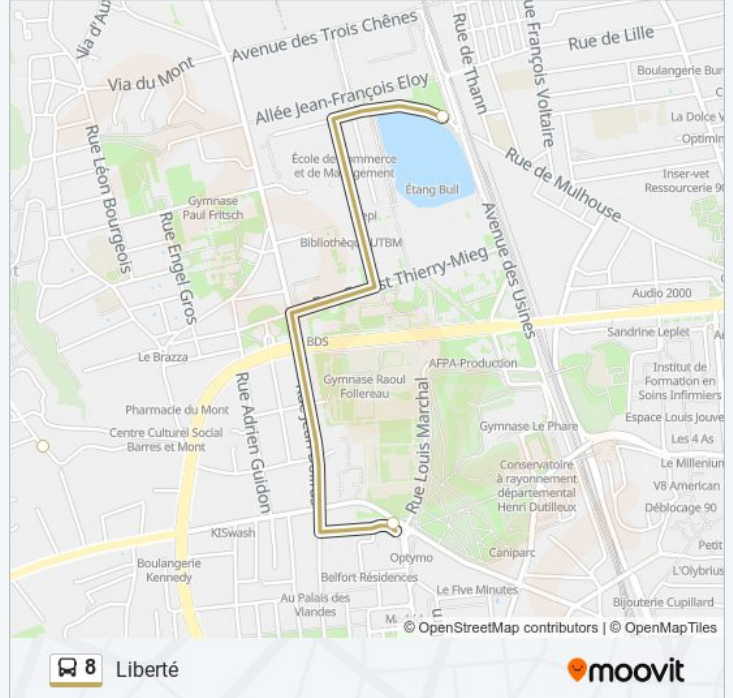 Via d'Aux
Avenue des Trois Chênes
Rue de Thann
Rue François Voltaire
Rue de Lille
Via du Mont
Boulangerie Bur
Allée Jean-François Eloy
La Dolce V
Optimin
Rue Léon Bourgeois
École de Commerce
et de Management
Étang Bull
Rue de Mulhouse
Inser-vet
Ressourcerie 90
Gymnase
Paul Fritsch
Rue Engel Gros
Bibliothèque UTBM
Avenue des Usines
st Thierry-Mieg
Audio 2000
Sandrine Leplet
BDS
Le Brazza
AFPA-Production
Institut de
Formation en
Soins Infirmiers
Gymnase Raoul
Follereau
Rue Adrien Guidon
Rue Jean Dollfus
Rue Louis Marchal
Pharmacie du Mont
Centre Culturel Social
Barres et Mont
Gymnase Le Phare
Espace Louis Jouve
Les 4 As
Le Millenium
Conservatoire
à rayonnement
départemental
Henri Dutilleux
V8 American
Déblocage 90
KISwash
Petit
Optymo
Caniparc
L'Olybrius
Boulangerie
Kennedy
Belfort Résidences
Le Five Minutes
Au Palais des
Viandes
Bijouterie Cupillard
© OpenStreetMap contributors | © OpenMapTiles
8 Liberté
moovit